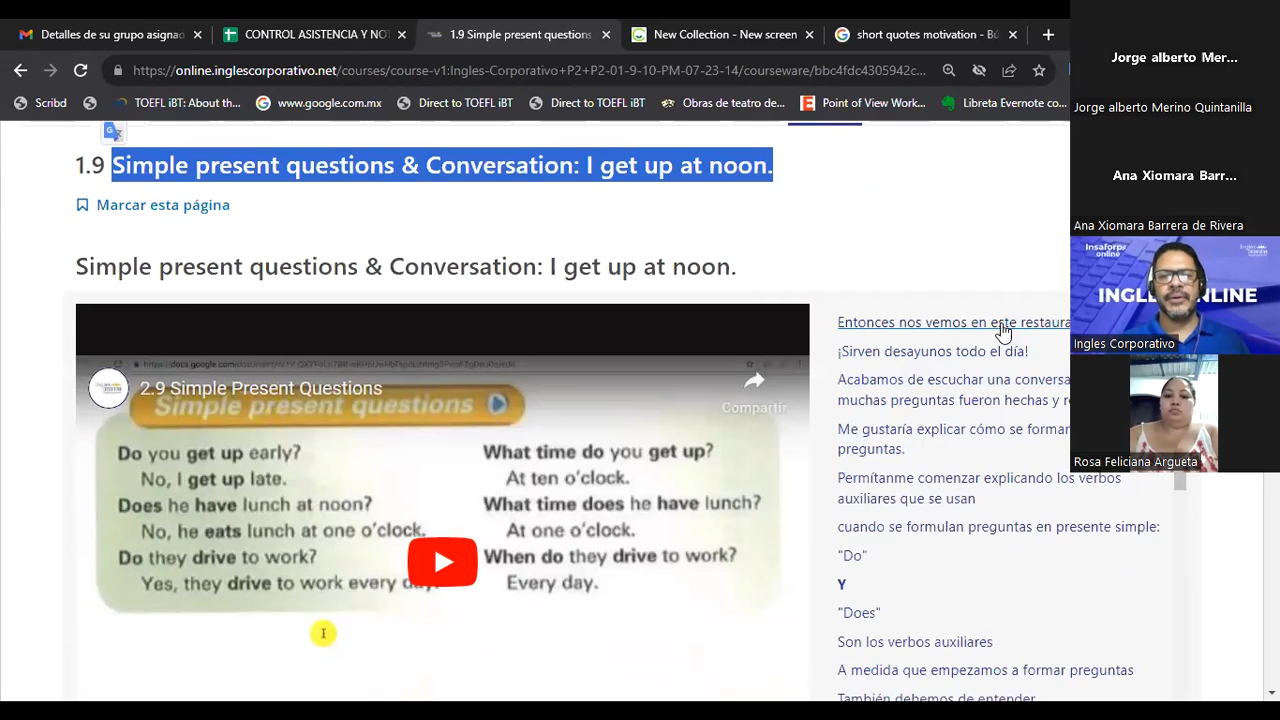 Detalles de su grupo asignad
CONTROL ASISTENCIA Y NOT
1.9 Simple present questions
New Collection - New screen
short quotes motivation - Bú
https://online.inglescorporativo.net/courses/course-v1:Ingles-Corporativo+P2+P2-01-9-10-PM-07-23-14/courseware/bbc4fdc4305942c...
Scribd
TOEFL iBT: About th...
www.google.com.mx
Direct to TOEFL iBT
Direct to TOEFL iBT
Obras de teatro de...
Point of View Work...
Libreta Evernote co...
1.9 Simple present questions & Conversation: I get up at noon.
Marcar esta página
Simple present questions & Conversation: I get up at noon.
2.9 Simple Present Questions
Compartir
Simple present questions
Do you get up early?
No, I get up late.
Does he have lunch at noon?
No, he eats lunch at one o'clock.
Do they drive to work?
Yes, they drive to work every day.
What time do you get up?
At ten o'clock.
What time does he have lunch?
At one o'clock.
When do they drive to work?
Every day.
Entonces nos vemos en este restaura
¡Sirven desayunos todo el día!
Acabamos de escuchar una conversa
muchas preguntas fueron hechas y r
Me gustaría explicar cómo se formar
preguntas.
Permítanme comenzar explicando los verbos
auxiliares que se usan
cuando se formulan preguntas en presente simple:
"Do"
Y
"Does"
Son los verbos auxiliares
A medida que empezamos a formar preguntas
También debemos de entender
Jorge alberto Mer...
Jorge alberto Merino Quintanilla
Ana Xiomara Barr...
Ana Xiomara Barrera de Rivera
Insaforp
online
INGL ONLINE
Ingles Corporativo
Rosa Feliciana Argueta